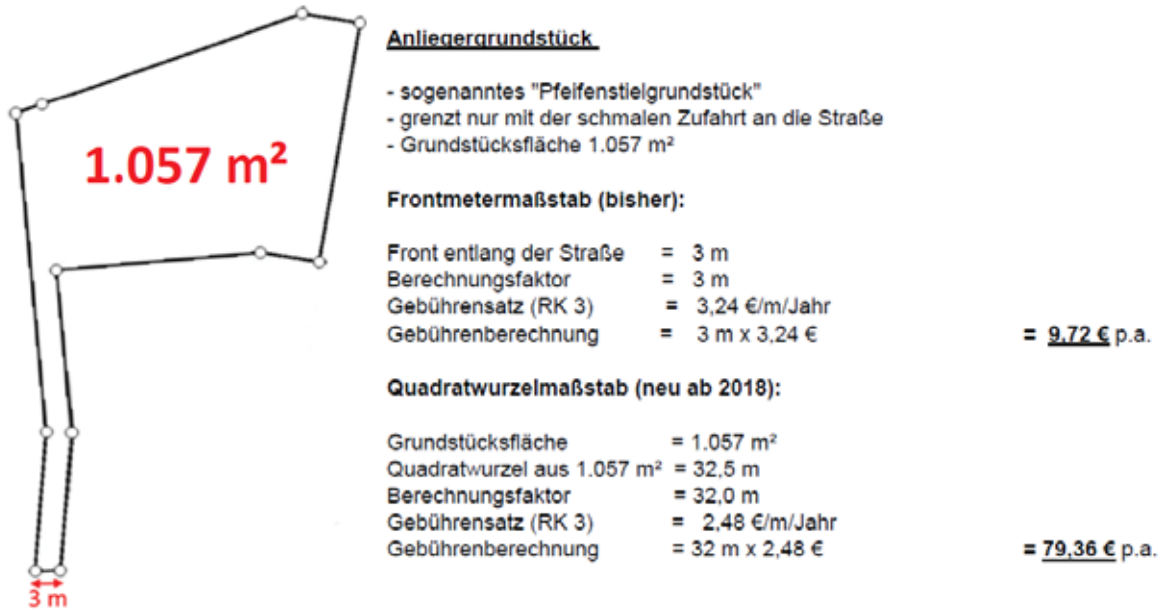 Anliegergrundstück
- sogenanntes "Pfeifenstielgrundstück"
- grenzt nur mit der schmalen Zufahrt an die Straße
- Grundstücksfläche 1.057 m²
1.057 m²
Frontmetermaßstab (bisher):
Front entlang der Straße = 3 m
Berechnungsfaktor = 3 m
Gebührensatz (RK 3) = 3,24 €/m/Jahr
Gebührenberechnung = 3 m x 3,24 € = 9,72 € p.a.
Quadratwurzelmaßstab (neu ab 2018):
Grundstücksfläche = 1.057 m²
Quadratwurzel aus 1.057 m² = 32,5 m
Berechnungsfaktor = 32,0 m
Gebührensatz (RK 3) = 2,48 €/m/Jahr
Gebührenberechnung = 32 m x 2,48 € = 79,36 € p.a.
3 m